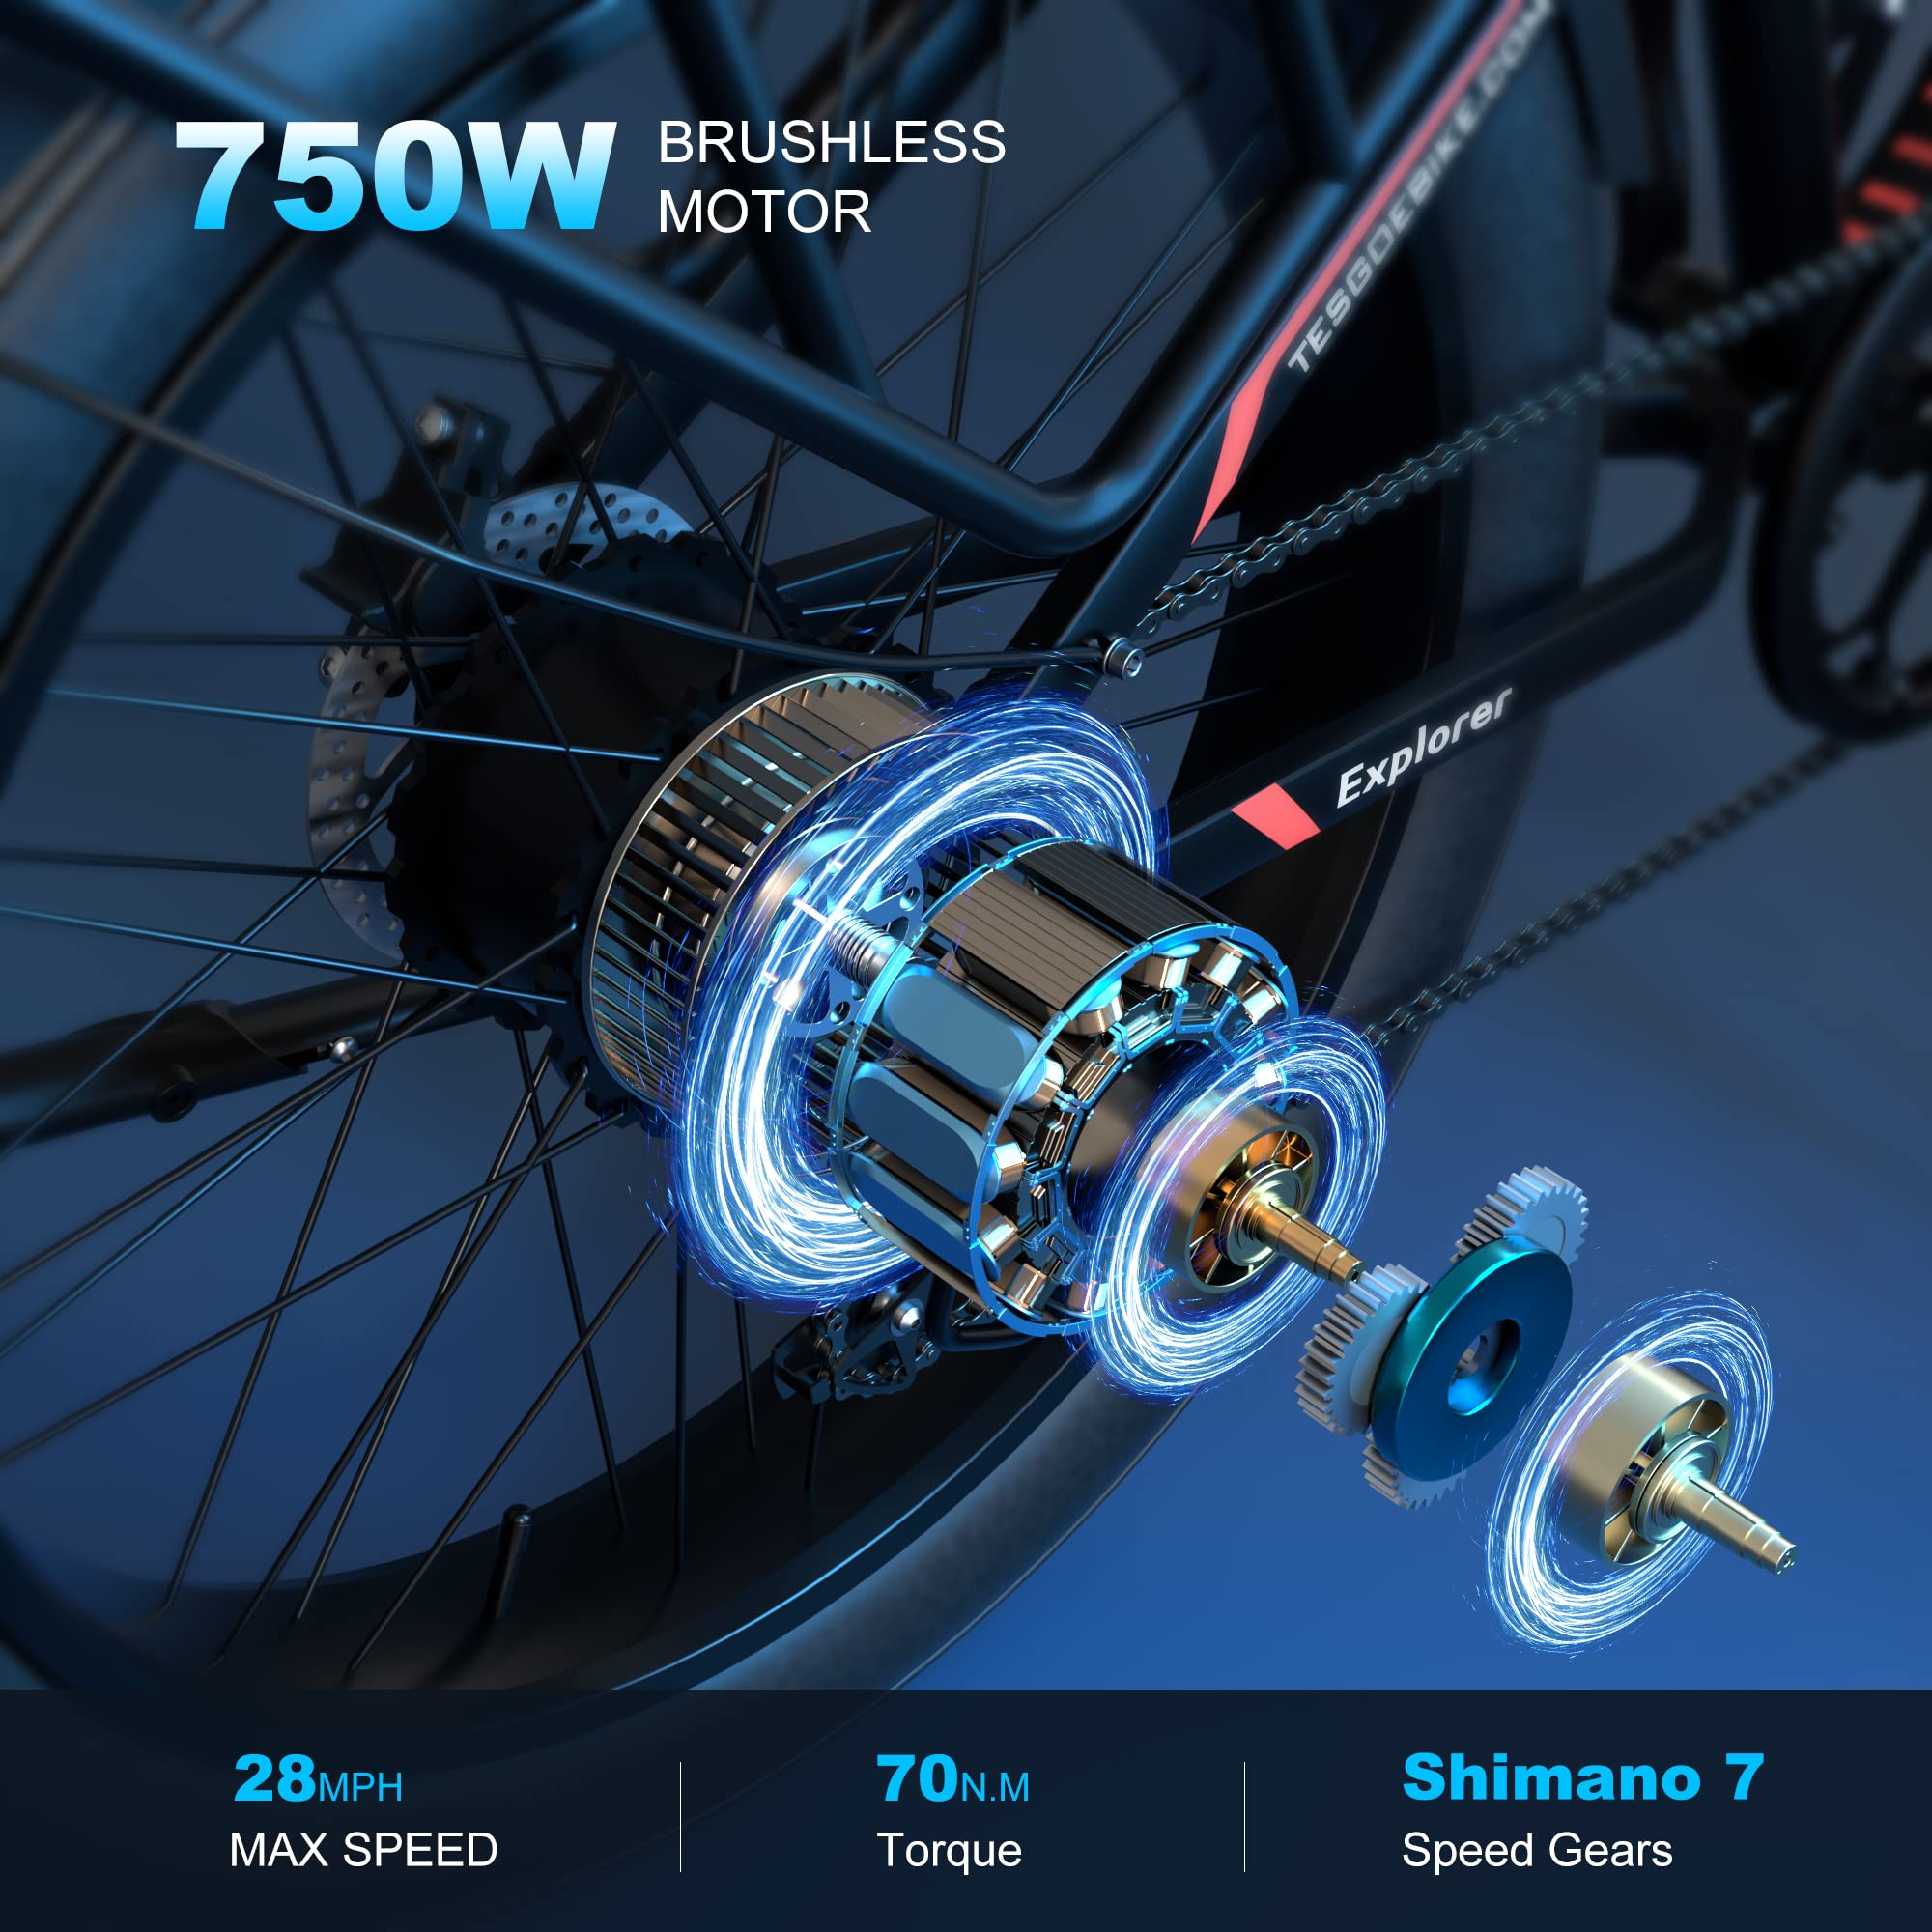 750W BRUSHLESS
MOTOR
TESGOEBIKE.COM
Explorer
28MPH
MAX SPEED
70N.M
Torque
Shimano 7
Speed Gears